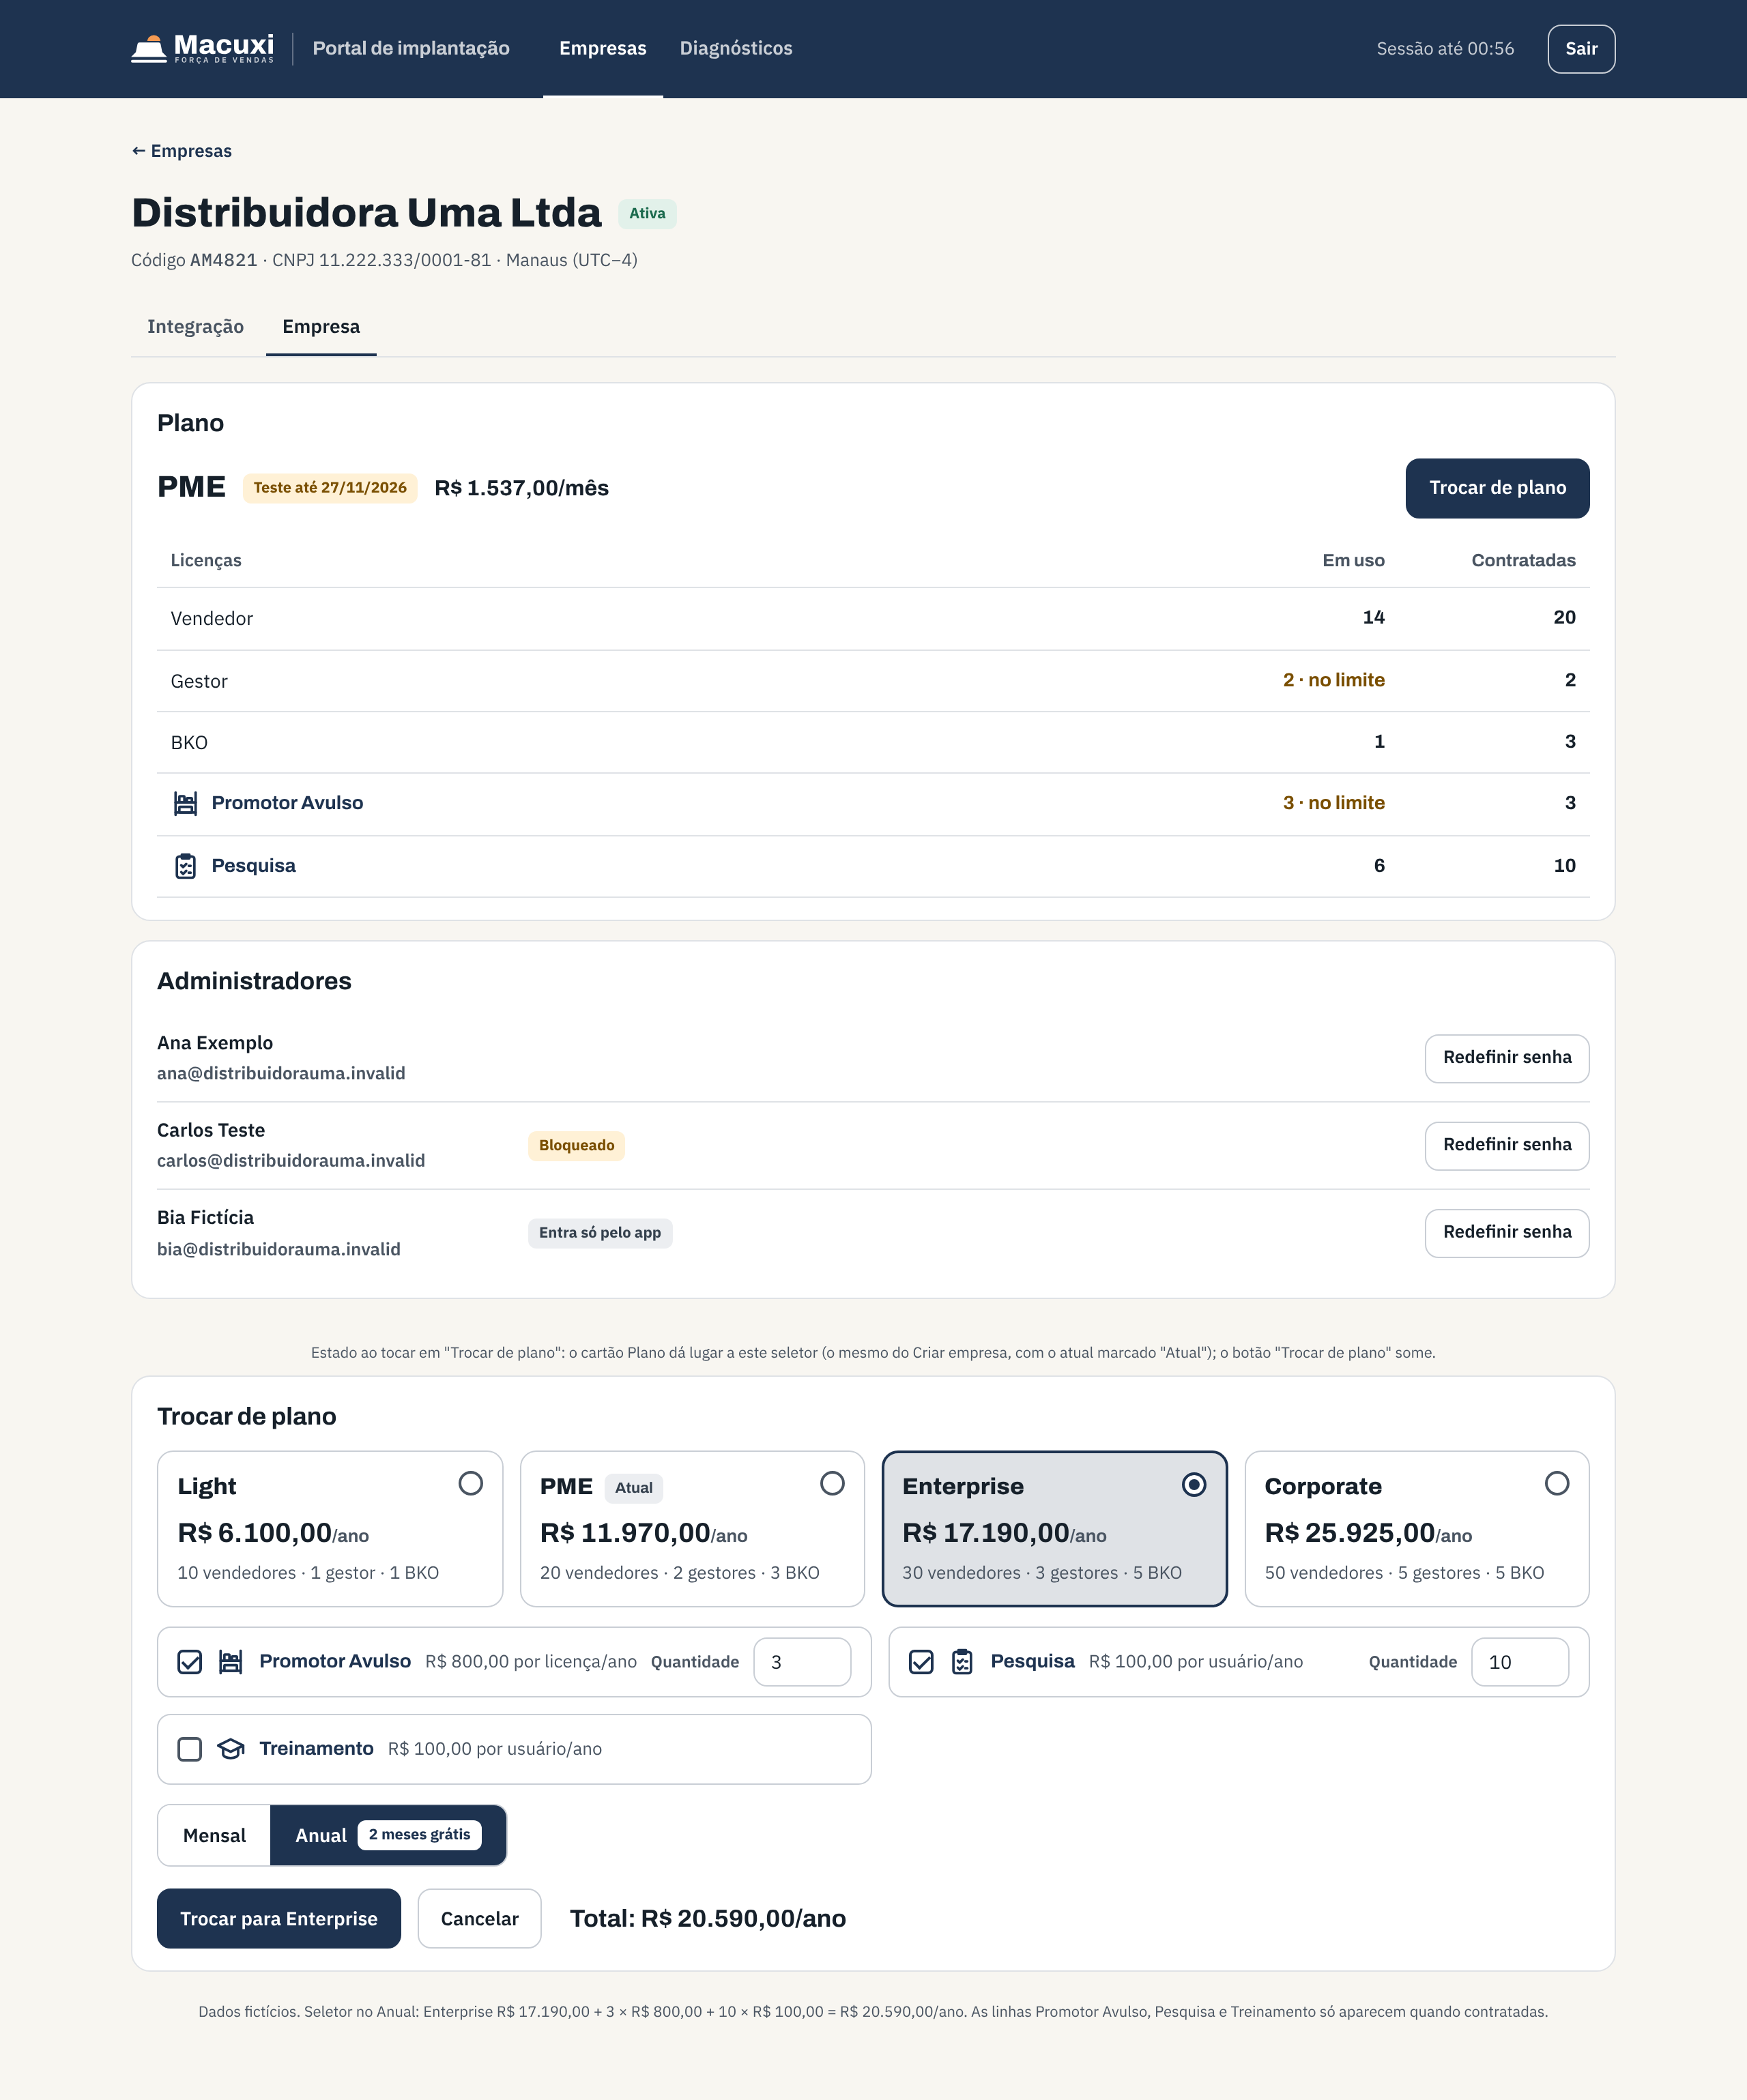 Macuxi
FORÇA DE VENDAS
Portal de implantação
Empresas
Diagnósticos
Sessão até 00:56
Sair
← Empresas
Distribuidora Uma Ltda
Ativa
Código AM4821 · CNPJ 11.222.333/0001-81 · Manaus (UTC−4)
Integração
Empresa
Plano
PME
Teste até 27/11/2026
R$ 1.537,00/mês
Trocar de plano
Licenças Em uso Contratadas
Vendedor 14 20
Gestor 2 · no limite 2
BKO 1 3
Promotor Avulso 3 · no limite 3
Pesquisa 6 10
Administradores
Ana Exemplo
ana@distribuidorauma.invalid
Redefinir senha
Carlos Teste
carlos@distribuidorauma.invalid
Bloqueado
Redefinir senha
Bia Fictícia
bia@distribuidorauma.invalid
Entra só pelo app
Redefinir senha
Estado ao tocar em "Trocar de plano": o cartão Plano dá lugar a este seletor (o mesmo do Criar empresa, com o atual marcado "Atual"); o botão "Trocar de plano" some.
Trocar de plano
Light
R$ 6.100,00/ano
10 vendedores · 1 gestor · 1 BKO
PME Atual
R$ 11.970,00/ano
20 vendedores · 2 gestores · 3 BKO
Enterprise
R$ 17.190,00/ano
30 vendedores · 3 gestores · 5 BKO
Corporate
R$ 25.925,00/ano
50 vendedores · 5 gestores · 5 BKO
Promotor Avulso R$ 800,00 por licença/ano Quantidade 3
Pesquisa R$ 100,00 por usuário/ano Quantidade 10
Treinamento R$ 100,00 por usuário/ano
Mensal
Anual 2 meses grátis
Trocar para Enterprise
Cancelar
Total: R$ 20.590,00/ano
Dados fictícios. Seletor no Anual: Enterprise R$ 17.190,00 + 3 × R$ 800,00 + 10 × R$ 100,00 = R$ 20.590,00/ano. As linhas Promotor Avulso, Pesquisa e Treinamento só aparecem quando contratadas.